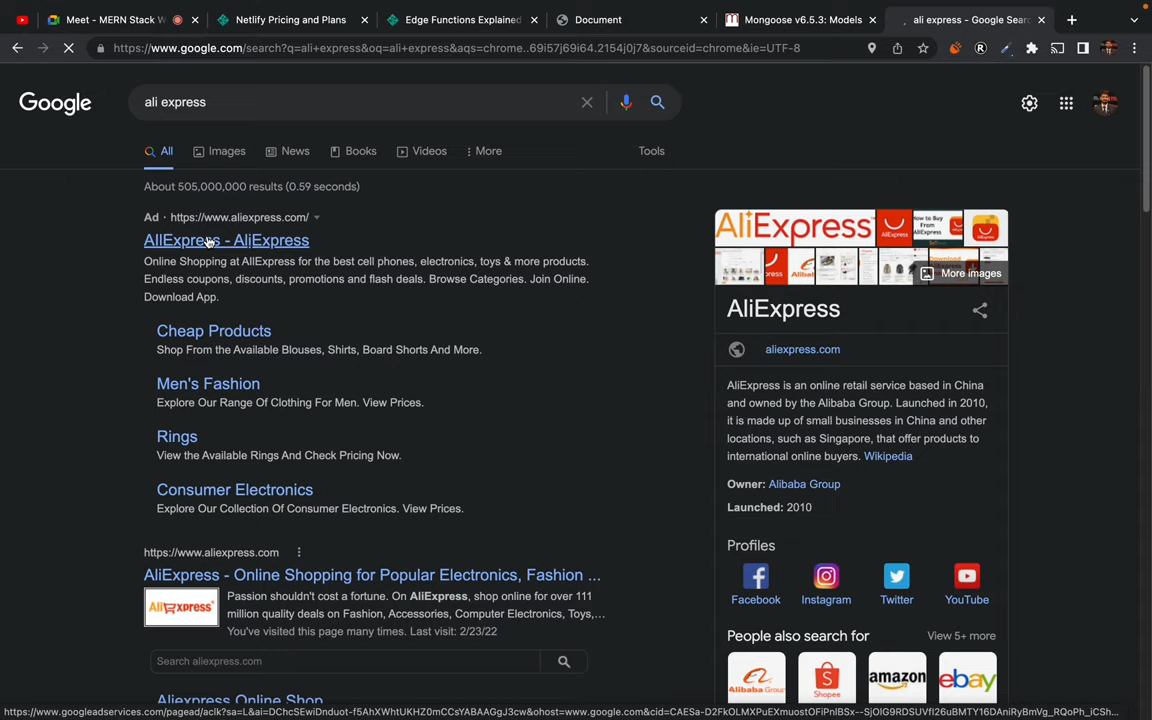 Meet - MERN Stack W
Netlify Pricing and Plans
Edge Functions Explained
Document
Mongoose v6.5.3: Models
ali express - Google Sear
https://www.google.com/search?q=ali+express&oq=ali+express&aqs=chrome..69i57j69i64.2154j0j7&sourceid=chrome&ie=UTF-8
Google
ali express
All
Images
News
Books
Videos
More
Tools
About 505,000,000 results (0.59 seconds)
Ad · https://www.aliexpress.com/
AllExpress - AliExpress
Online Shopping at AllExpress for the best cell phones, electronics, toys & more products.
Endless coupons, discounts, promotions and flash deals. Browse Categories. Join Online.
Download App.
Cheap Products
Shop From the Available Blouses, Shirts, Board Shorts And More.
Men's Fashion
Explore Our Range Of Clothing For Men. View Prices.
Rings
View the Available Rings And Check Pricing Now.
Consumer Electronics
Explore Our Collection Of Consumer Electronics. View Prices.
https://www.aliexpress.com
AliExpress - Online Shopping for Popular Electronics, Fashion ...
AliExpress
Passion shouldn't cost a fortune. On AliExpress, shop online for over 111
million quality deals on Fashion, Accessories, Computer Electronics, Toys,...
You've visited this page many times. Last visit: 2/23/22
Search aliexpress.com
Aliexpress Online Shop
AliExpress
More images
AliExpress
aliexpress.com
AliExpress is an online retail service based in China
and owned by the Alibaba Group. Launched in 2010,
it is made up of small businesses in China and other
locations, such as Singapore, that offer products to
international online buyers. Wikipedia
Owner: Alibaba Group
Launched: 2010
Profiles
Facebook
Instagram
Twitter
YouTube
People also search for
View 5+ more
Alibaba Group
Shopee
amazon
ebay